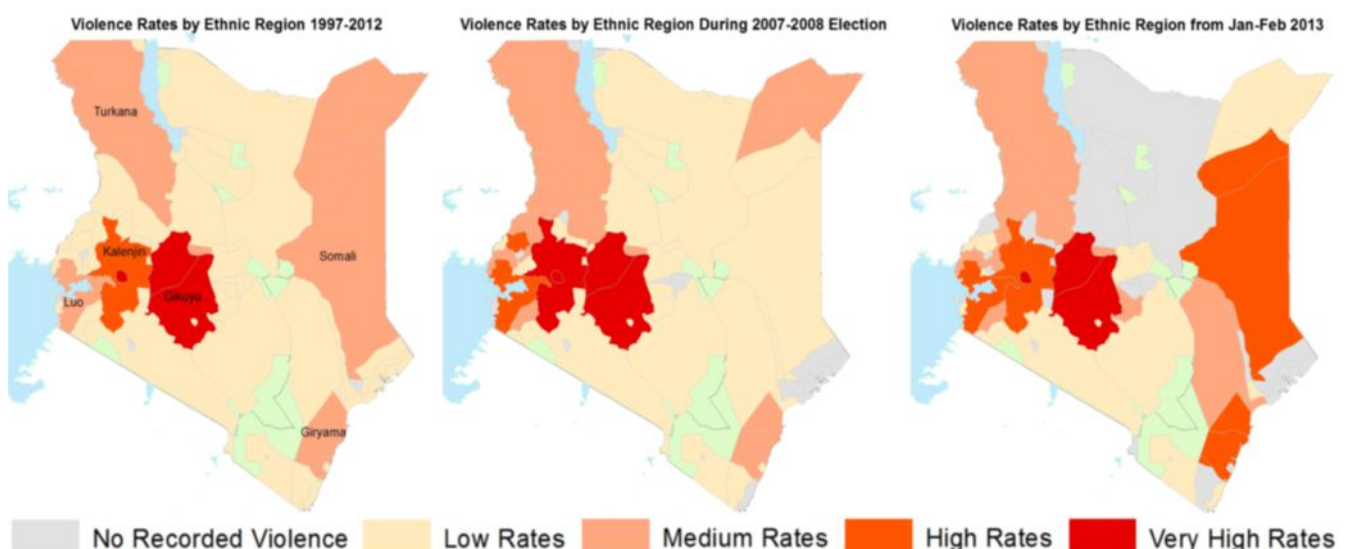 Violence Rates by Ethnic Region 1997-2012
Violence Rates by Ethnic Region During 2007-2008 Election
Violence Rates by Ethnic Region from Jan-Feb 2013
Turkana
Kalenjin
Somali
Luo
Gikuyu
Giryama
No Recorded Violence
Low Rates
Medium Rates
High Rates
Very High Rates